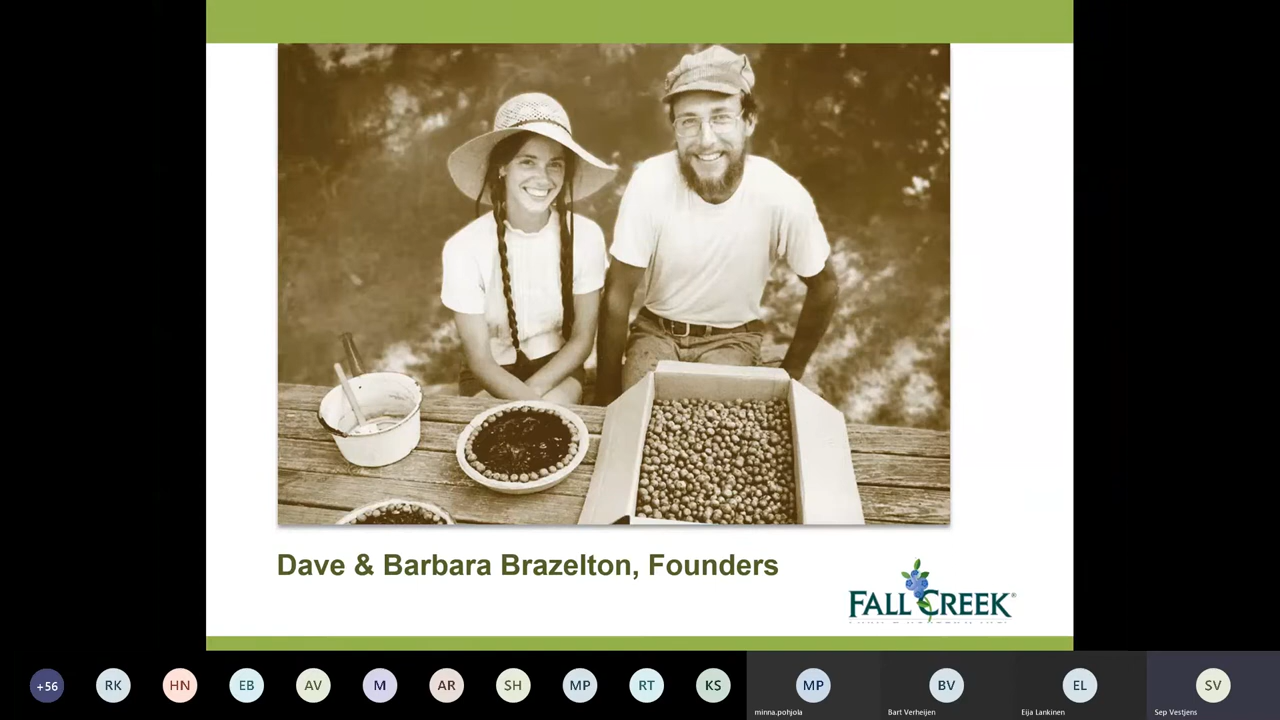 Dave & Barbara Brazelton, Founders
FALL CREEK®
+56
RK
HN
EB
AV
M
AR
SH
MP
RT
KS
MP
BV
EL
SV
minna.pohjola
Bart Verheijen
Eija Lankinen
Sep Vestjens